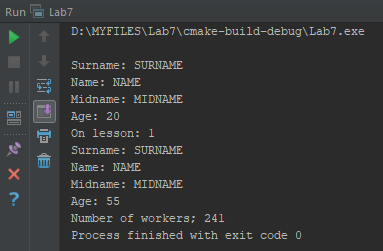 Run Lab7
D:\MYFILES\Lab7\cmake-build-debug\Lab7.exe
Surname: SURNAME
Name: NAME
Midname: MIDNAME
Age: 20
On lesson: 1
Surname: SURNAME
Name: NAME
Midname: MIDNAME
Age: 55
Number of workers; 241
Process finished with exit code 0